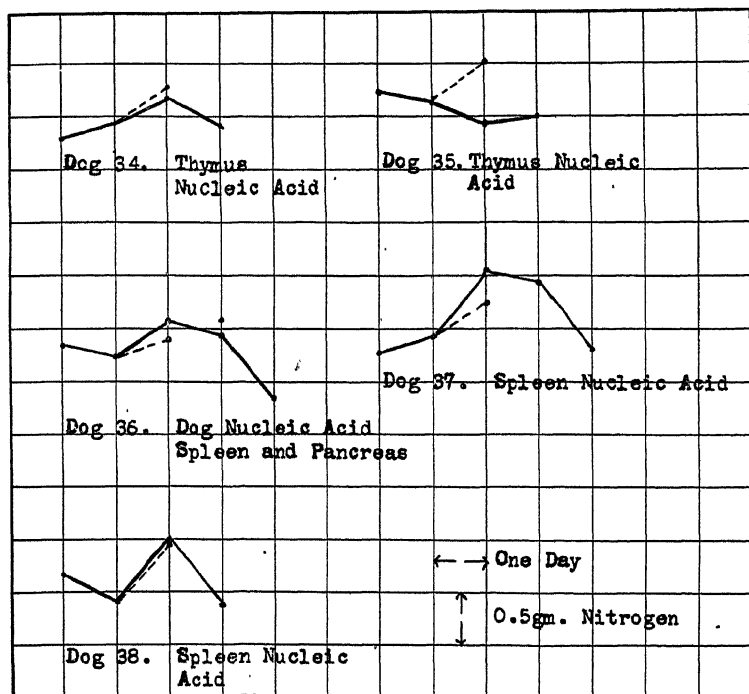 Dog 34. Thymus
Nucleic Acid
Dog 35. Thymus Nucleic
Acid
Dog 36. Dog Nucleic Acid
Spleen and Pancreas
Dog 37. Spleen Nucleic Acid
One Day
0.5gm. Nitrogen
Dog 38. Spleen Nucleic
Acid